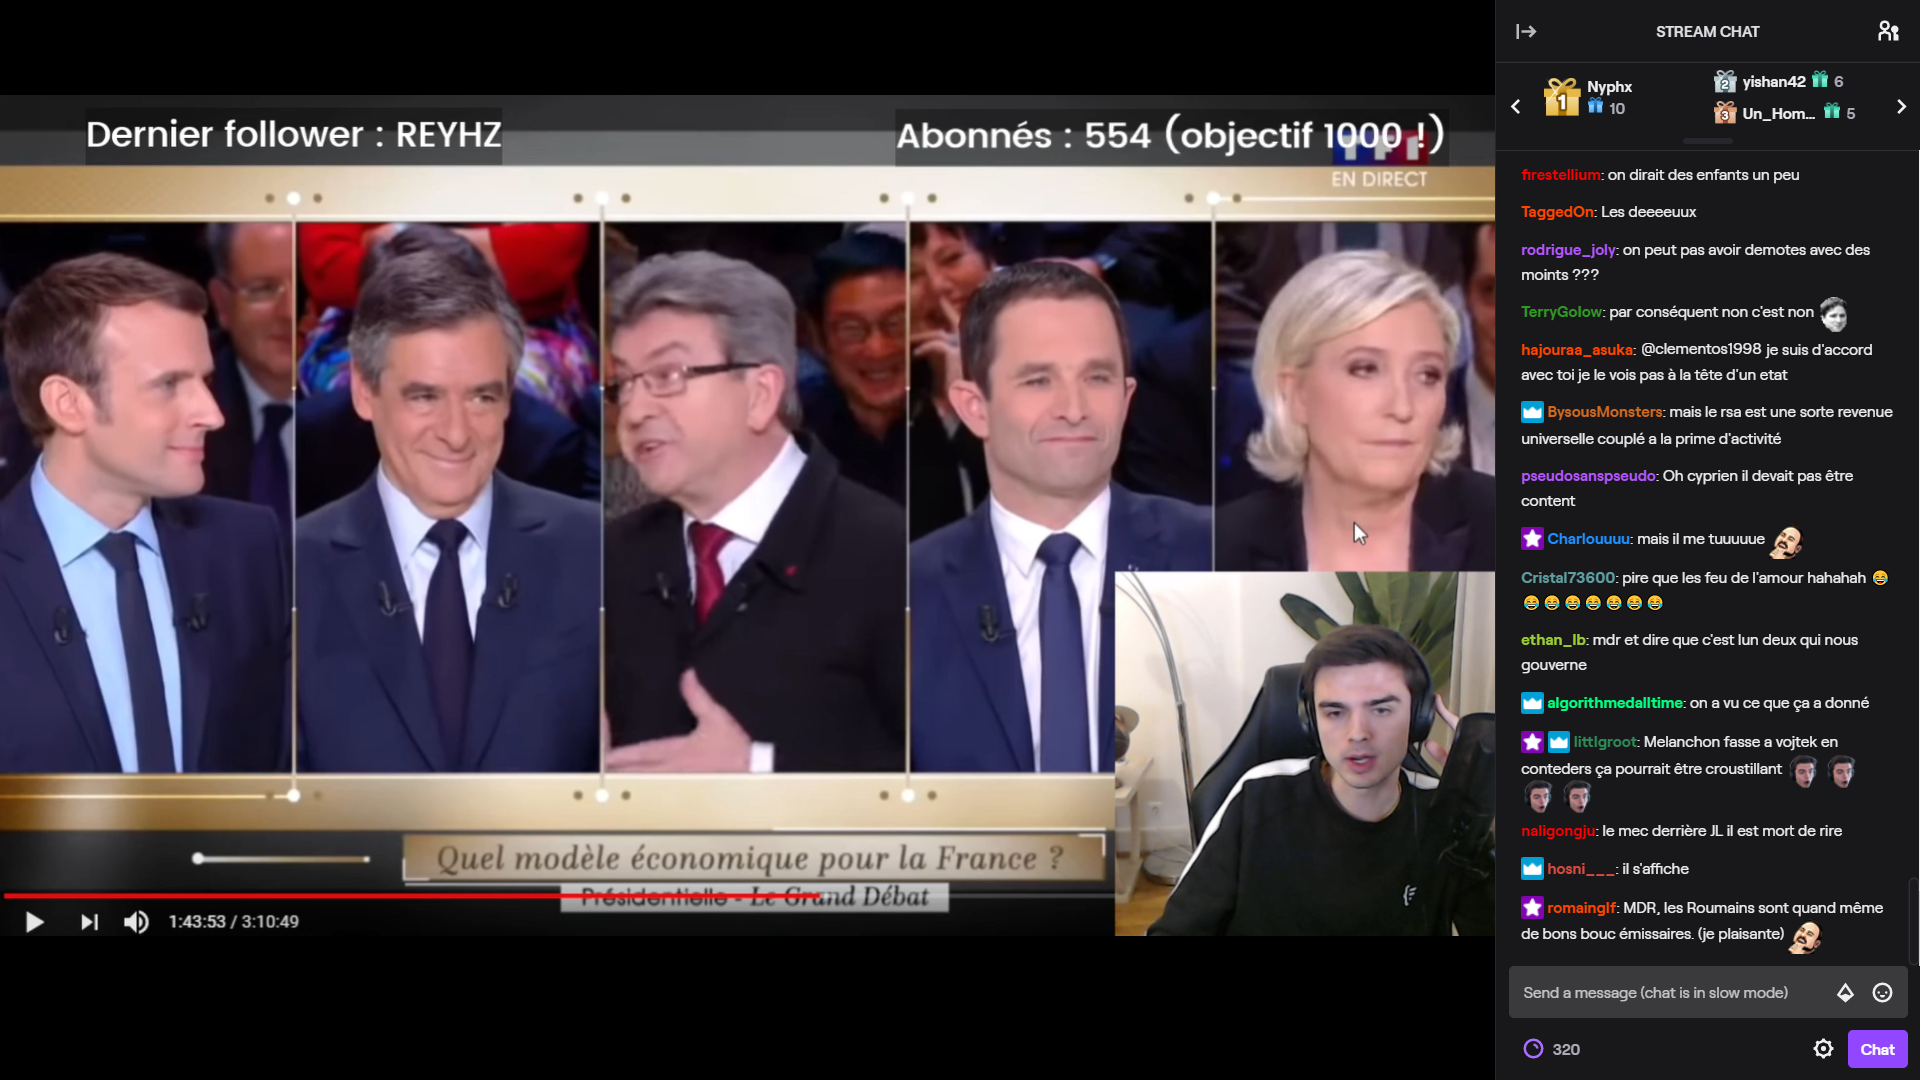 Dernier follower : REYHZ
Abonnés : 554 (objectif 1000 !)
TF1
EN DIRECT
Quel modèle économique pour la France ?
Présidentielle - Le Grand Débat
1:43:53 / 3:10:49
STREAM CHAT
1
Nyphx
10
2
yishan42
6
3
Un_Hom...
5
firestellium: on dirait des enfants un peu
TaggedOn: Les deeeeuux
rodrigue_joly: on peut pas avoir demotes avec des
moints ???
TerryGolow: par conséquent non c'est non
hajouraa_asuka: @clementos1998 je suis d'accord
avec toi je le vois pas à la tête d'un etat
BysousMonsters: mais le rsa est une sorte revenue
universelle couplé a la prime d'activité
pseudosanspseudo: Oh cyprien il devait pas être
content
Charlouuuu: mais il me tuuuuue
Cristal73600: pire que les feu de l'amour hahahah 😂
😂😂😂😂😂😂😂
ethan_lb: mdr et dire que c'est lun deux qui nous
gouverne
algorithmedalltime: on a vu ce que ça a donné
littlgroot: Melanchon fasse a vojtek en
conteders ça pourrait être croustillant
naligongju: le mec derrière JL il est mort de rire
hosni___: il s'affiche
romainglf: MDR, les Roumains sont quand même
de bons bouc émissaires. (je plaisante)
Send a message (chat is in slow mode)
320
Chat